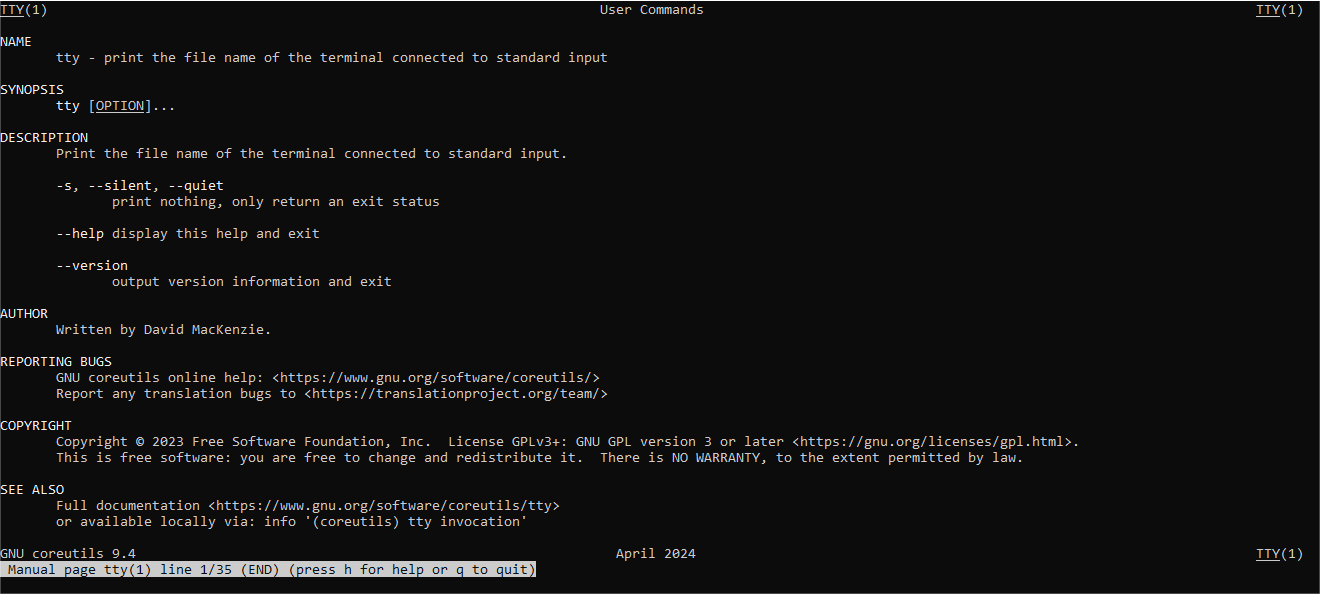 TTY(1) User Commands TTY(1)
NAME
tty - print the file name of the terminal connected to standard input
SYNOPSIS
tty [OPTION]...
DESCRIPTION
Print the file name of the terminal connected to standard input.
-s, --silent, --quiet
print nothing, only return an exit status
--help display this help and exit
--version
output version information and exit
AUTHOR
Written by David MacKenzie.
REPORTING BUGS
GNU coreutils online help: <https://www.gnu.org/software/coreutils/>
Report any translation bugs to <https://translationproject.org/team/>
COPYRIGHT
Copyright © 2023 Free Software Foundation, Inc.  License GPLv3+: GNU GPL version 3 or later <https://gnu.org/licenses/gpl.html>.
This is free software: you are free to change and redistribute it.  There is NO WARRANTY, to the extent permitted by law.
SEE ALSO
Full documentation <https://www.gnu.org/software/coreutils/tty>
or available locally via: info '(coreutils) tty invocation'
GNU coreutils 9.4 April 2024 TTY(1)
Manual page tty(1) line 1/35 (END) (press h for help or q to quit)